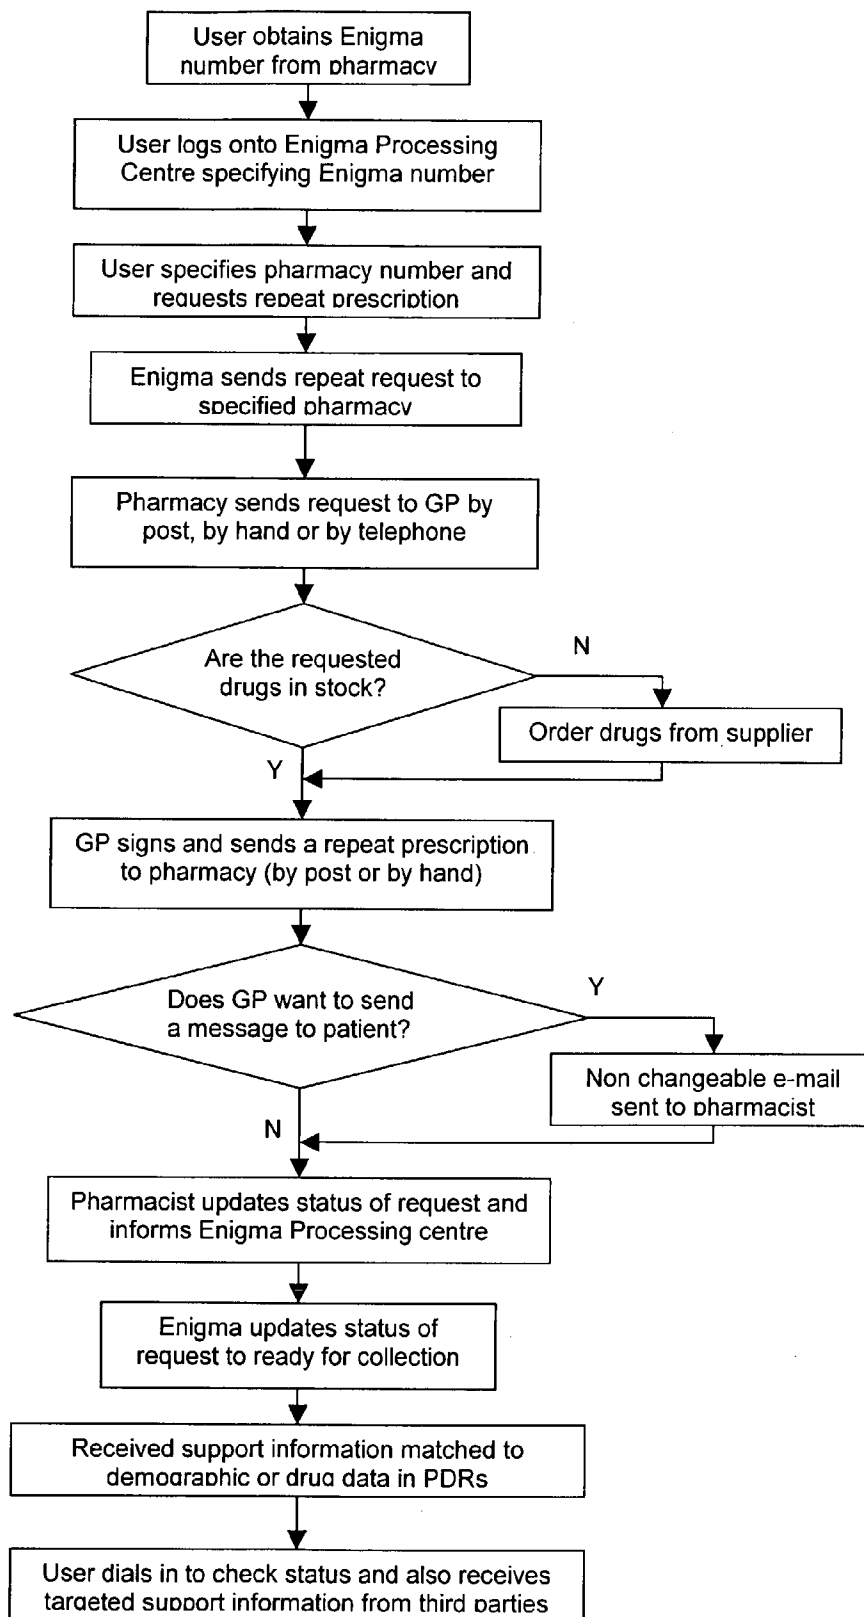 User obtains Enigma
number from pharmacy
User logs onto Enigma Processing
Centre specifying Enigma number
User specifies pharmacy number and
requests repeat prescription
Enigma sends repeat request to
specified pharmacy
Pharmacy sends request to GP by
post, by hand or by telephone
Are the requested
drugs in stock?
N
Order drugs from supplier
Y
GP signs and sends a repeat prescription
to pharmacy (by post or by hand)
Does GP want to send
a message to patient?
Y
Non changeable e-mail
sent to pharmacist
N
Pharmacist updates status of request and
informs Enigma Processing centre
Enigma updates status of
request to ready for collection
Received support information matched to
demographic or drug data in PDRs
User dials in to check status and also receives
targeted support information from third parties